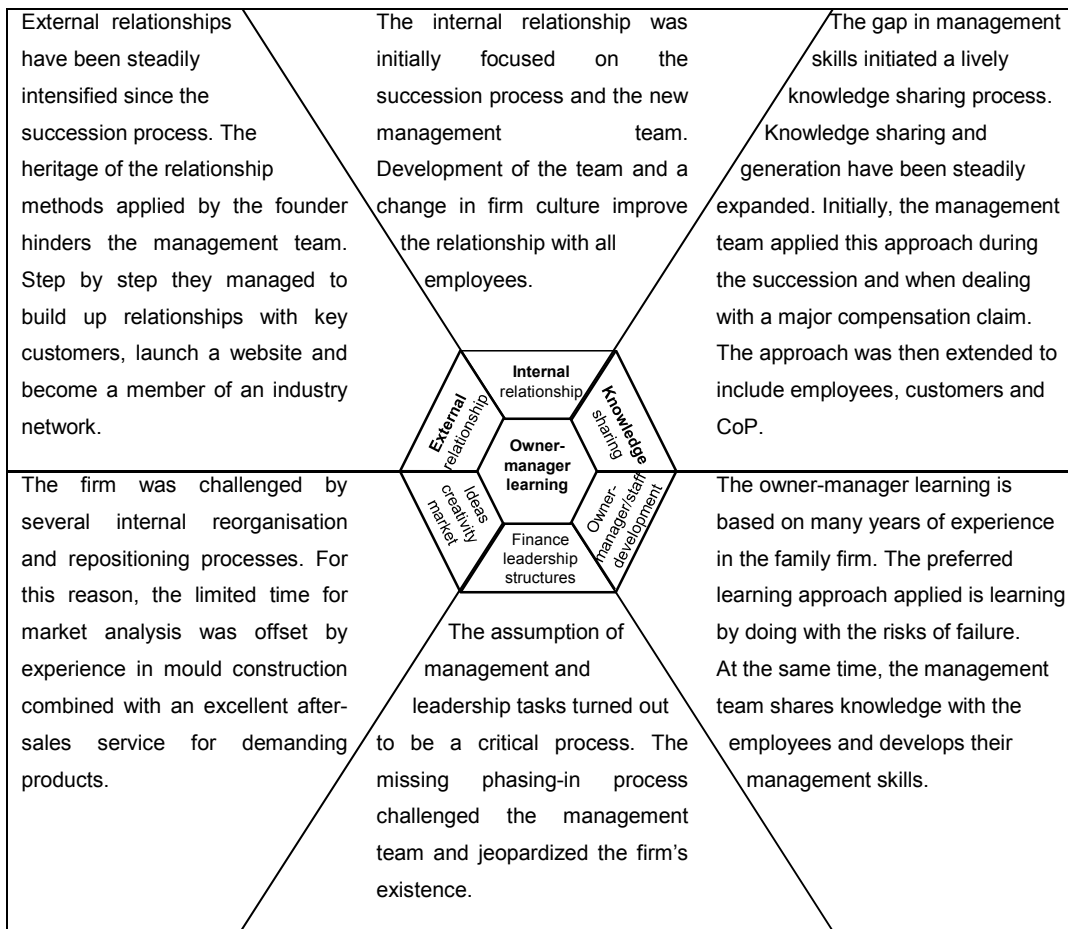 External relationships
have been steadily
intensified since the
succession process. The
heritage of the relationship
methods applied by the founder
hinders the management team.
Step by step they managed to
build up relationships with key
customers, launch a website and
become a member of an industry
network.
The internal relationship was
initially focused on the
succession process and the new
management team.
Development of the team and a
change in firm culture improve
the relationship with all
employees.
The gap in management
skills initiated a lively
knowledge sharing process.
Knowledge sharing and
generation have been steadily
expanded. Initially, the management
team applied this approach during
the succession and when dealing
with a major compensation claim.
The approach was then extended to
include employees, customers and
CoP.
External
relationship
Internal
relationship
Knowledge
sharing
Owner-
manager
learning
Ideas
creativity
market
Finance
leadership
structures
Owner-
manager/staff
development
The firm was challenged by
several internal reorganisation
and repositioning processes. For
this reason, the limited time for
market analysis was offset by
experience in mould construction
combined with an excellent after-
sales service for demanding
products.
The assumption of
management and
leadership tasks turned out
to be a critical process. The
missing phasing-in process
challenged the management
team and jeopardized the firm's
existence.
The owner-manager learning is
based on many years of experience
in the family firm. The preferred
learning approach applied is learning
by doing with the risks of failure.
At the same time, the management
team shares knowledge with the
employees and develops their
management skills.